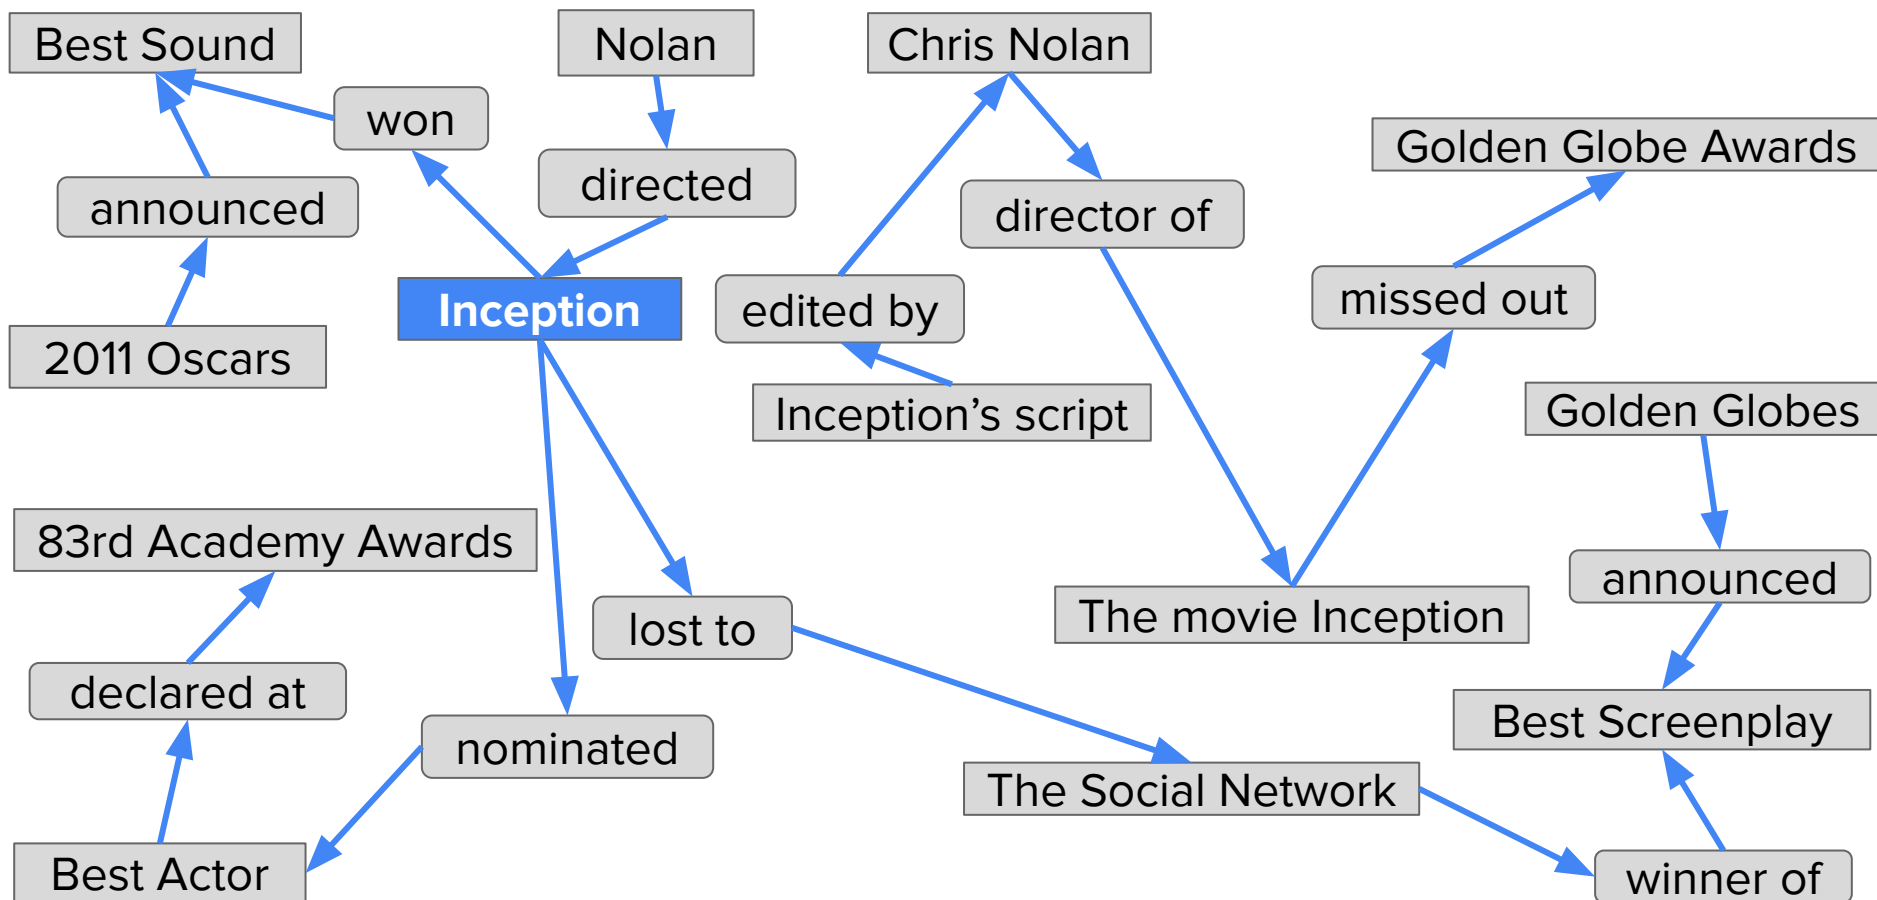 Best Sound
Nolan
Chris Nolan
won
Golden Globe Awards
directed
announced
director of
edited by
missed out
Inception
2011 Oscars
Inception’s script
Golden Globes
83rd Academy Awards
announced
The movie Inception
lost to
declared at
Best Screenplay
nominated
The Social Network
Best Actor
winner of